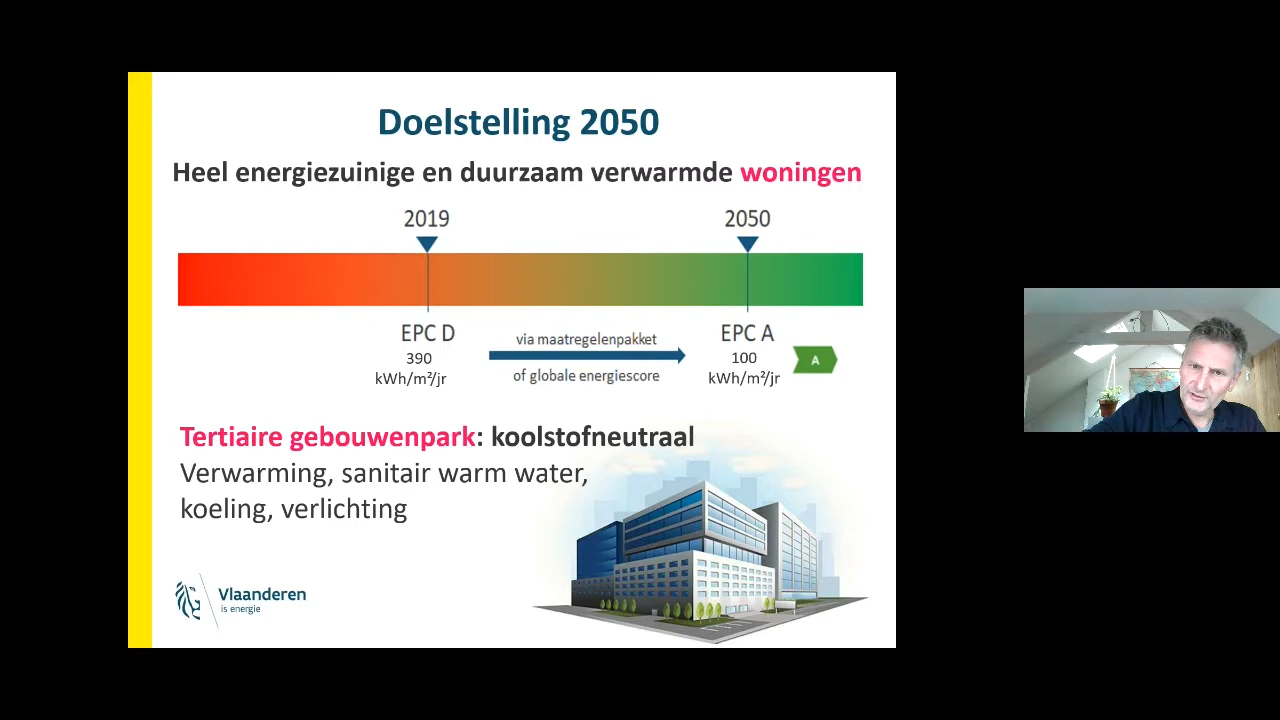 Doelstelling 2050
Heel energiezuinige en duurzaam verwarmde woningen
2019
2050
EPC D
390
kWh/m²/jr
via maatregelenpakket
of globale energiescore
EPC A
100
kWh/m²/jr
A
Tertiaire gebouwenpark: koolstofneutraal
Verwarming, sanitair warm water,
koeling, verlichting
Vlaanderen
is energie